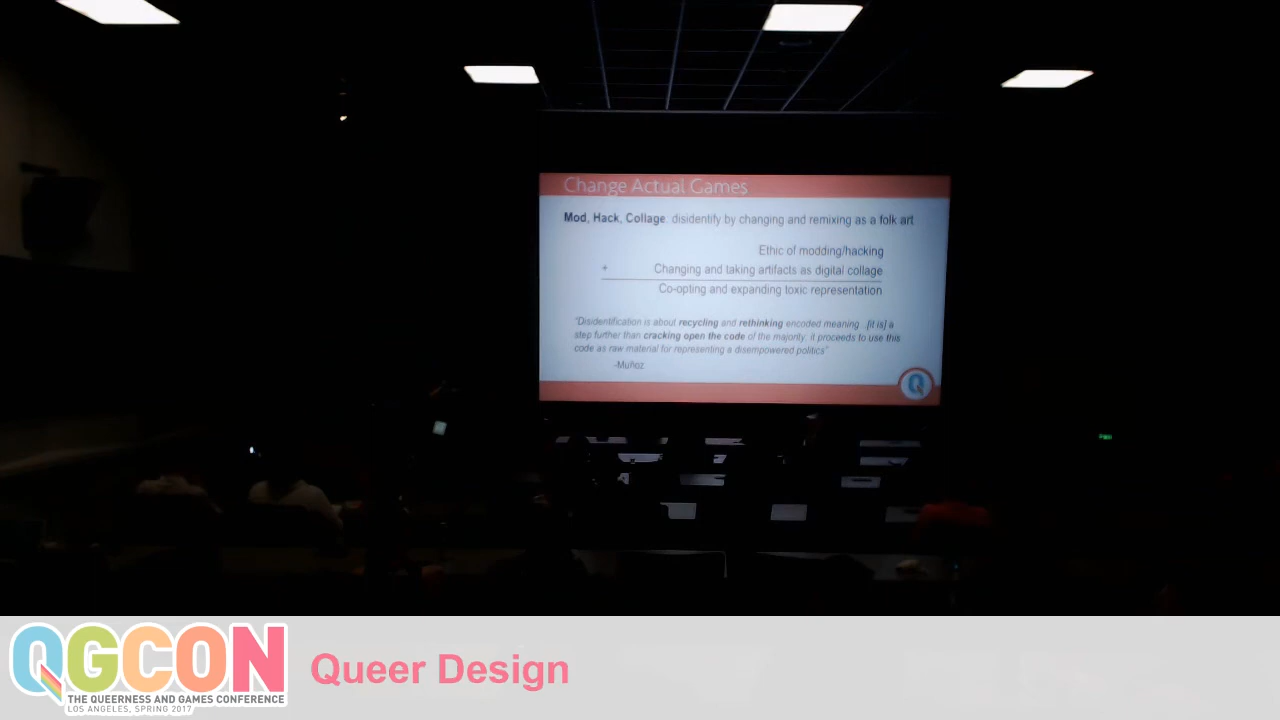 Change Actual Games
Mod, Hack, Collage: disidentify by changing and remixing as a folk art
Ethic of modding/hacking
+ Changing and taking artifacts as digital collage
Co-opting and expanding toxic representation
"Disidentification is about recycling and rethinking encoded meaning...[it is] a
step further than cracking open the code of the majority; it proceeds to use this
code as raw material for representing a disempowered politics"
-Muñoz
Q
QGCON
THE QUEERNESS AND GAMES CONFERENCE
LOS ANGELES, SPRING 2017
Queer Design